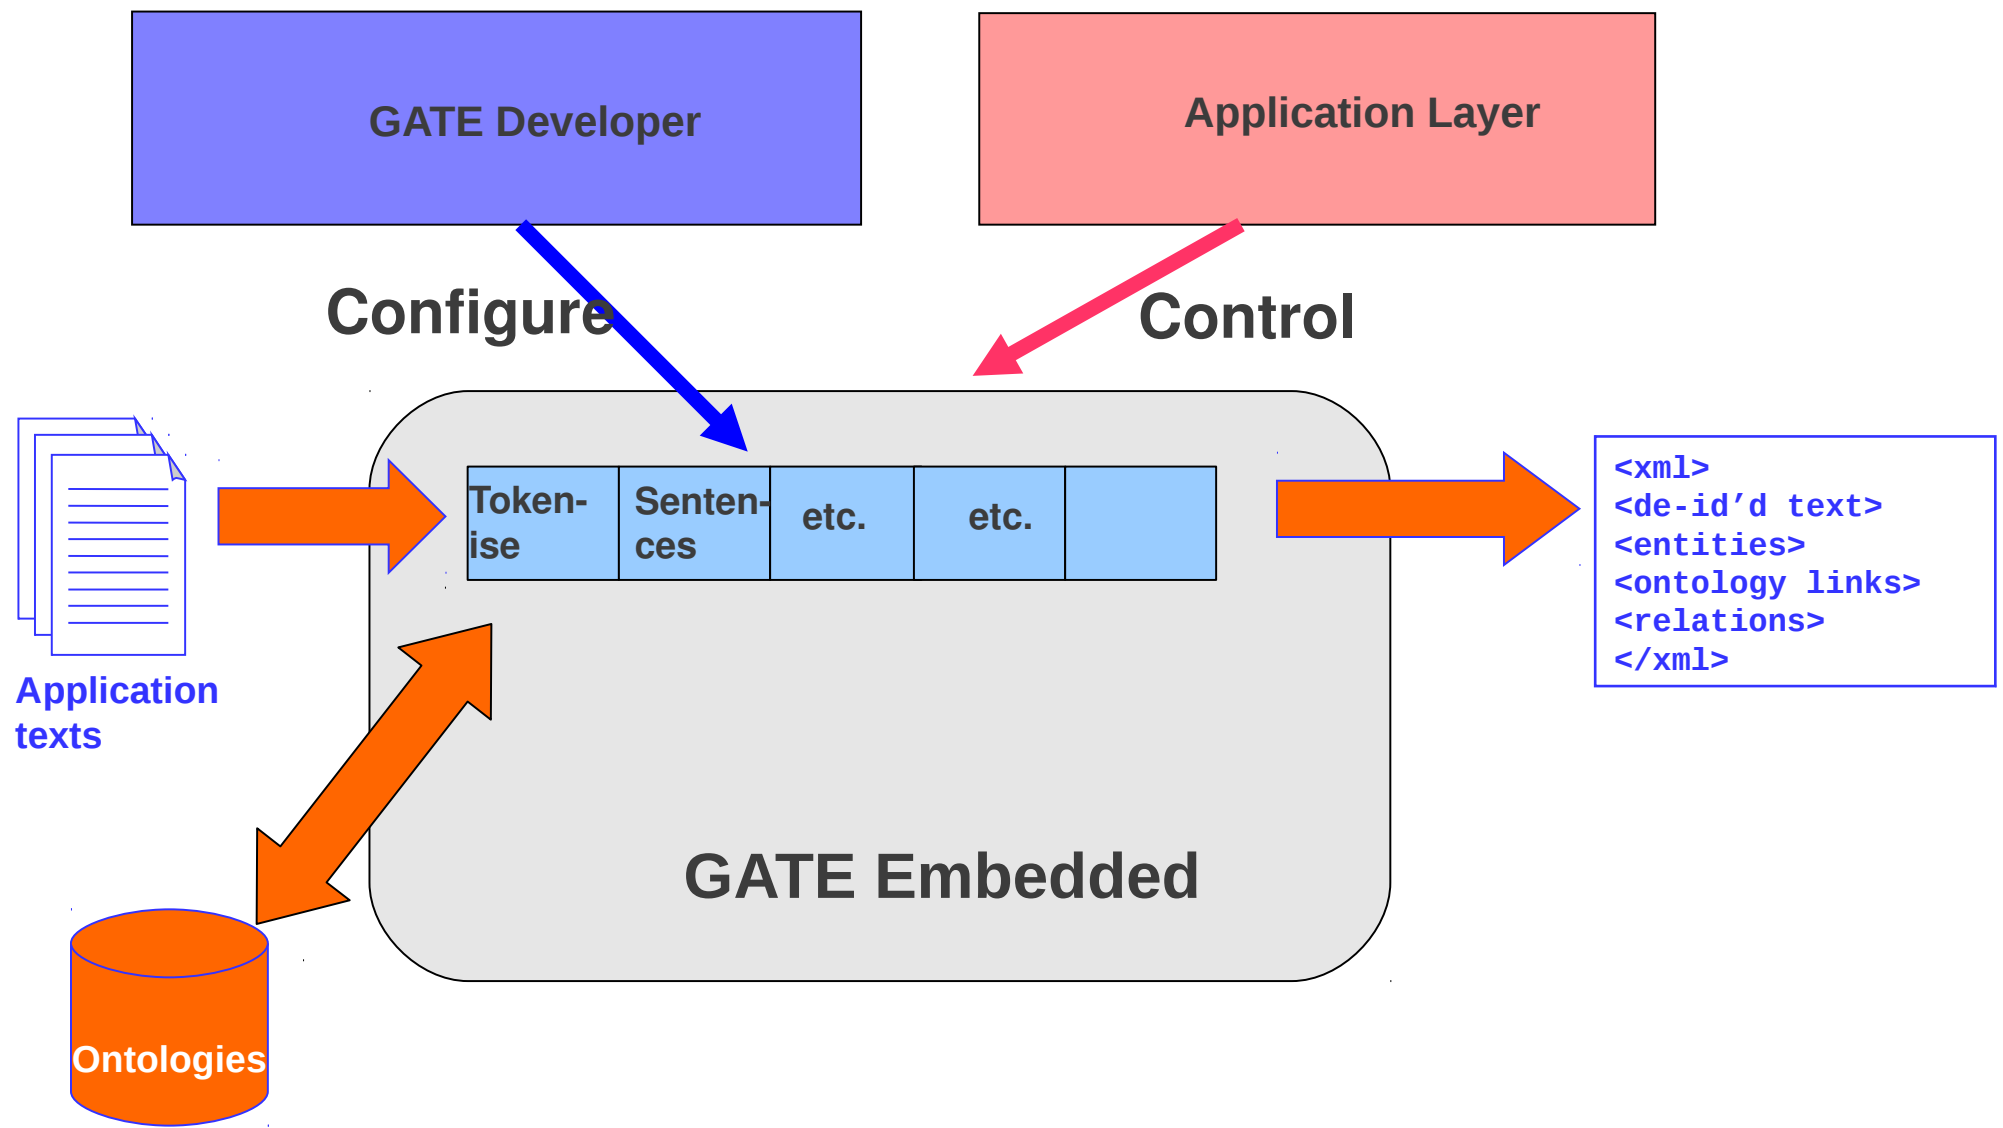 GATE Developer
Application Layer
Configure
Control
Token-
ise
Senten-
ces
etc.
etc.
<xml>
<de-id’d text>
<entities>
<ontology links>
<relations>
</xml>
Application
texts
GATE Embedded
Ontologies